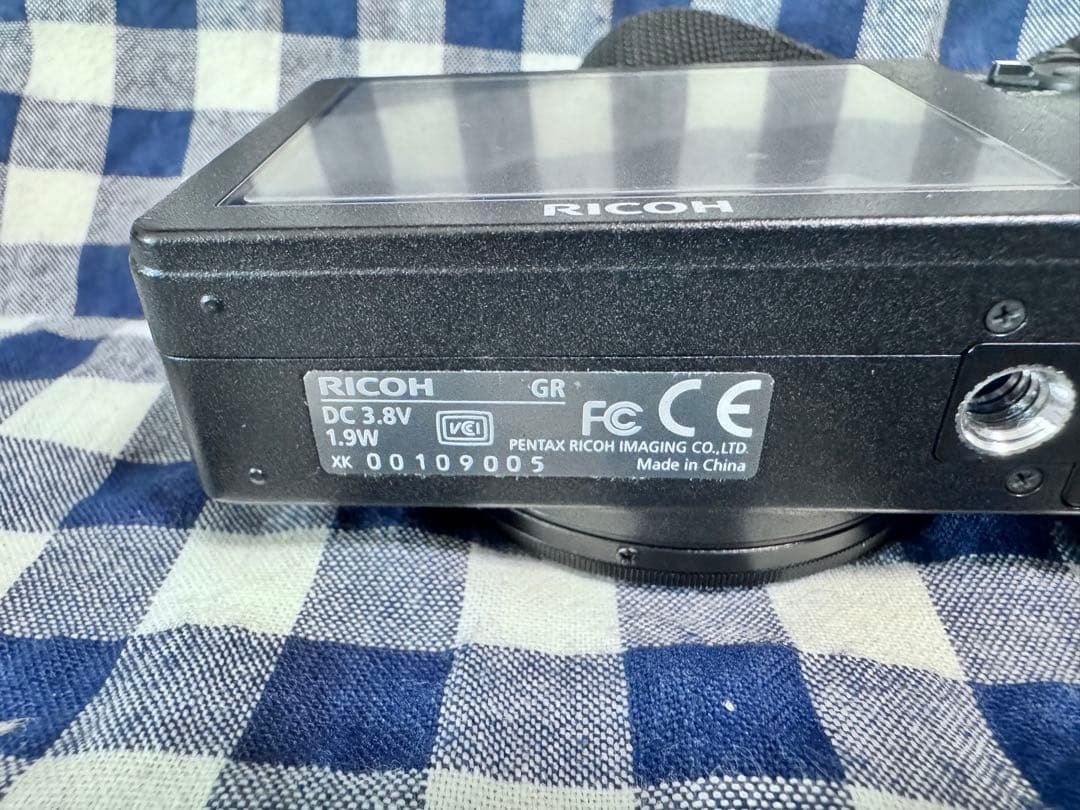 RICOH
RICOH GR
DC 3.8V
1.9W
VCI
FC CE
PENTAX RICOH IMAGING CO.,LTD.
XK 00109005
Made in China